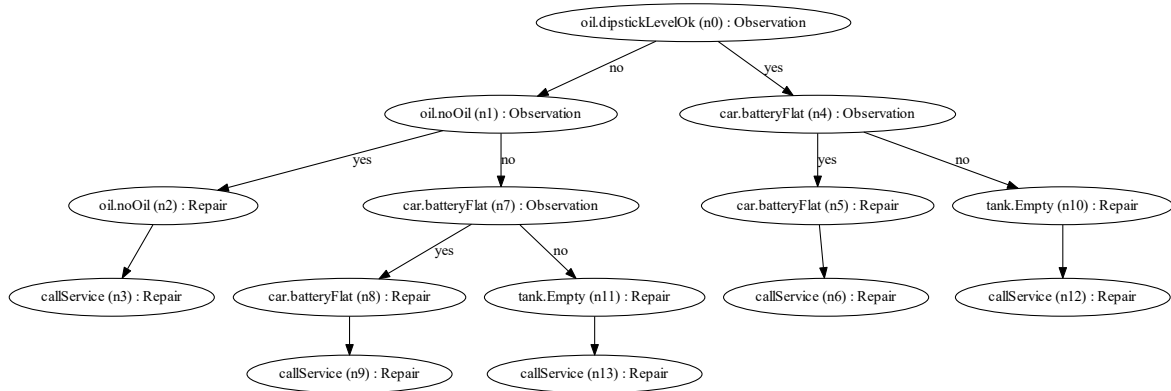 oil.dipstickLevelOk (n0) : Observation
no
yes
oil.noOil (n1) : Observation
car.batteryFlat (n4) : Observation
yes
no
yes
no
oil.noOil (n2) : Repair
car.batteryFlat (n7) : Observation
car.batteryFlat (n5) : Repair
tank.Empty (n10) : Repair
yes
no
callService (n3) : Repair
car.batteryFlat (n8) : Repair
tank.Empty (n11) : Repair
callService (n6) : Repair
callService (n12) : Repair
callService (n9) : Repair
callService (n13) : Repair